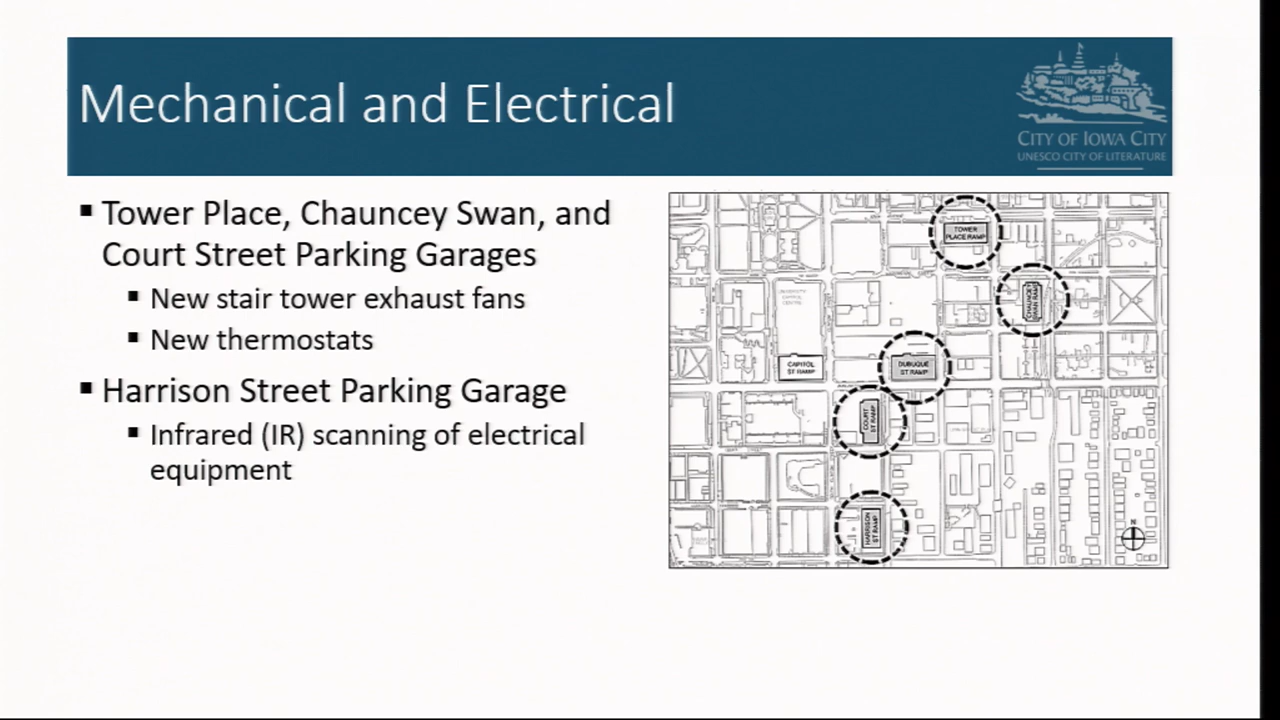 Mechanical and Electrical
CITY OF IOWA CITY
UNESCO CITY OF LITERATURE
▪ Tower Place, Chauncey Swan, and
Court Street Parking Garages
▪ New stair tower exhaust fans
▪ New thermostats
▪ Harrison Street Parking Garage
▪ Infrared (IR) scanning of electrical
equipment
TOWER
PLACE RAMP
CHAUNCEY
SWAN RAMP
CAPITOL
ST RAMP
DUBUQUE
ST RAMP
COURT
ST RAMP
HARRISON
ST RAMP
N